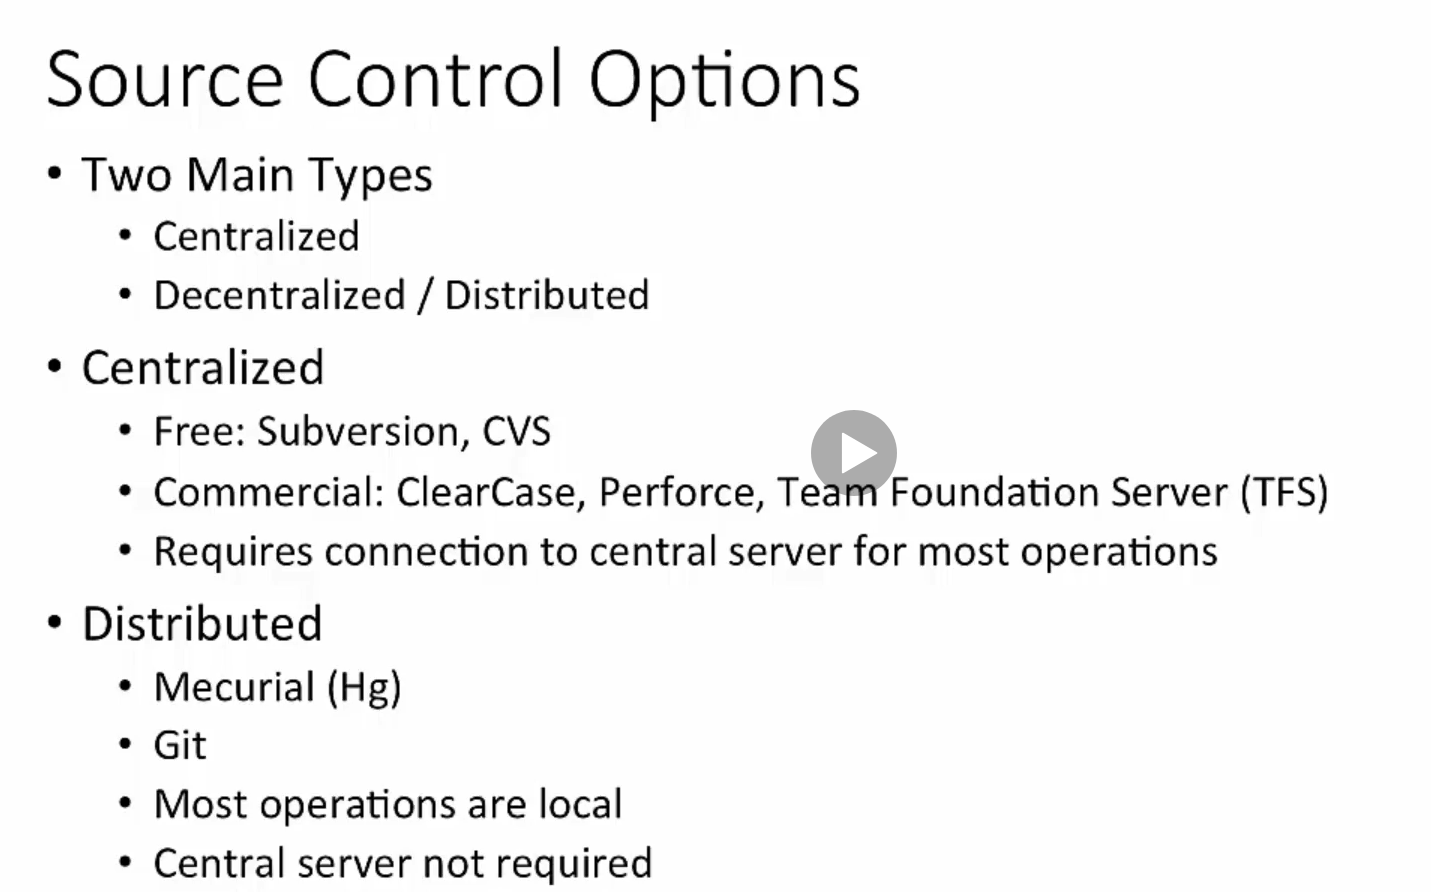 Source Control Options
• Two Main Types
• Centralized
• Decentralized / Distributed
• Centralized
• Free: Subversion, CVS
• Commercial: ClearCase, Perforce, Team Foundation Server (TFS)
• Requires connection to central server for most operations
• Distributed
• Mecurial (Hg)
• Git
• Most operations are local
• Central server not required